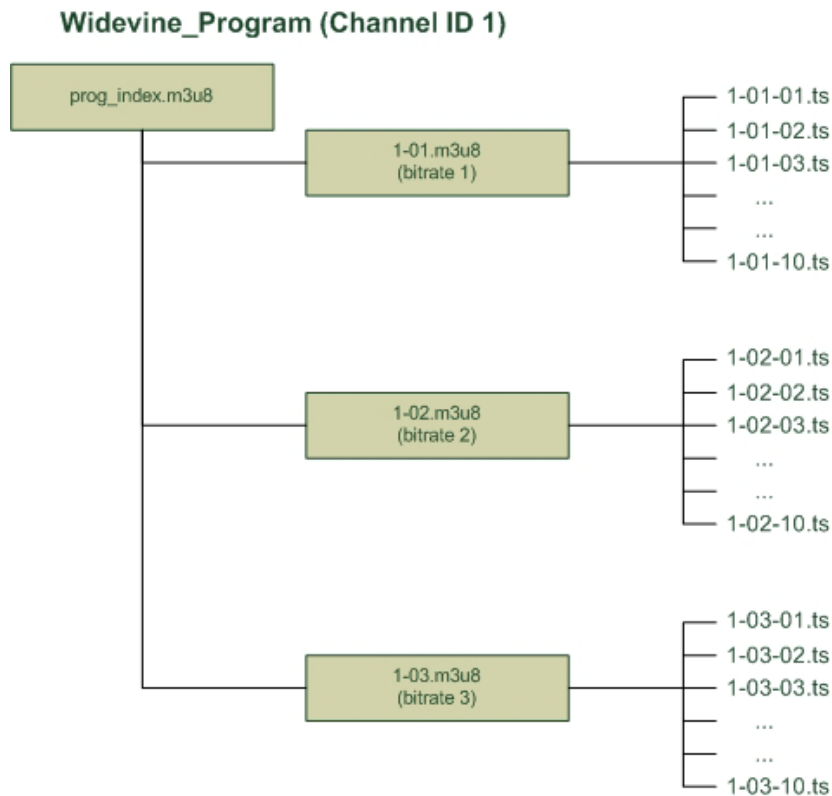 Widevine_Program (Channel ID 1)
prog_index.m3u8
1-01.m3u8
(bitrate 1)
1-01-01.ts
1-01-02.ts
1-01-03.ts
...
...
1-01-10.ts
1-02.m3u8
(bitrate 2)
1-02-01.ts
1-02-02.ts
1-02-03.ts
...
...
1-02-10.ts
1-03.m3u8
(bitrate 3)
1-03-01.ts
1-03-02.ts
1-03-03.ts
...
...
1-03-10.ts